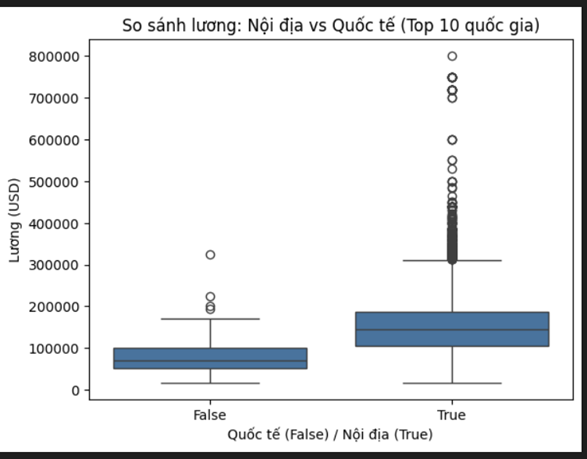 So sánh lương: Nội địa vs Quốc tế (Top 10 quốc gia)
Lương (USD)
800000
700000
600000
500000
400000
300000
200000
100000
0
False
True
Quốc tế (False) / Nội địa (True)